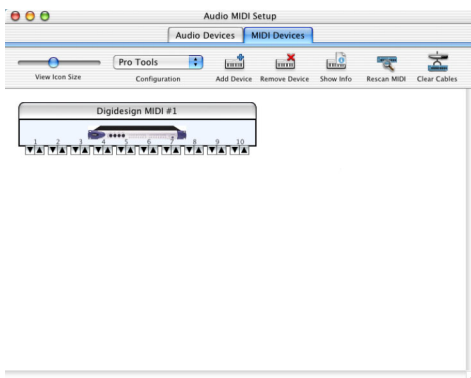 Audio MIDI Setup
Audio Devices MIDI Devices
Pro Tools
View Icon Size Configuration Add Device Remove Device Show Info Rescan MIDI Clear Cables
Digidesign MIDI #1
1 2 3 4 5 6 7 8 9 10